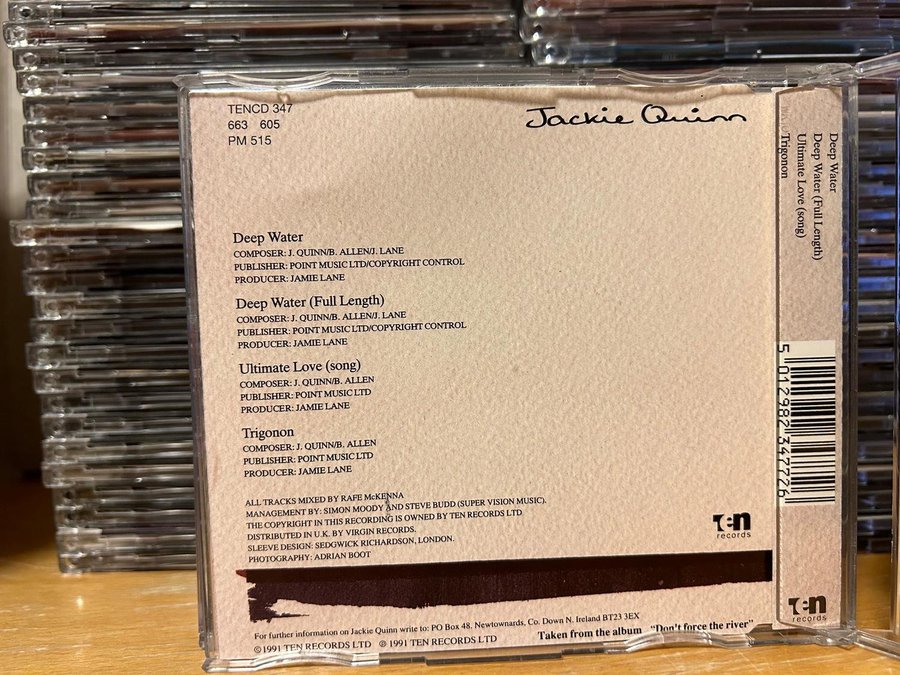 TENCD 347
663 605
PM 515
Jackie Quinn
Deep Water
COMPOSER: J. QUINN/B. ALLEN/J. LANE
PUBLISHER: POINT MUSIC LTD/COPYRIGHT CONTROL
PRODUCER: JAMIE LANE
Deep Water (Full Length)
COMPOSER: J. QUINN/B. ALLEN/J. LANE
PUBLISHER: POINT MUSIC LTD/COPYRIGHT CONTROL
PRODUCER: JAMIE LANE
Ultimate Love (song)
COMPOSER: J. QUINN/B. ALLEN
PUBLISHER: POINT MUSIC LTD
PRODUCER: JAMIE LANE
Trigonon
COMPOSER: J. QUINN/B. ALLEN
PUBLISHER: POINT MUSIC LTD
PRODUCER: JAMIE LANE
ALL TRACKS MIXED BY RAFE McKENNA
MANAGEMENT BY: SIMON MOODY AND STEVE BUDD (SUPER VISION MUSIC).
THE COPYRIGHT IN THIS RECORDING IS OWNED BY TEN RECORDS LTD
DISTRIBUTED IN U.K. BY VIRGIN RECORDS.
SLEEVE DESIGN: SEDGWICK RICHARDSON, LONDON.
PHOTOGRAPHY: ADRIAN BOOT
ten
records
For further information on Jackie Quinn write to: PO Box 48, Newtownards, Co. Down N. Ireland BT23 3EX
©1991 TEN RECORDS LTD ℗ 1991 TEN RECORDS LTD
Taken from the album "Don't force the river"
Deep Water
Deep Water (Full Length)
Ultimate Love (song)
Trigonon
5 012982 347726
ten
records